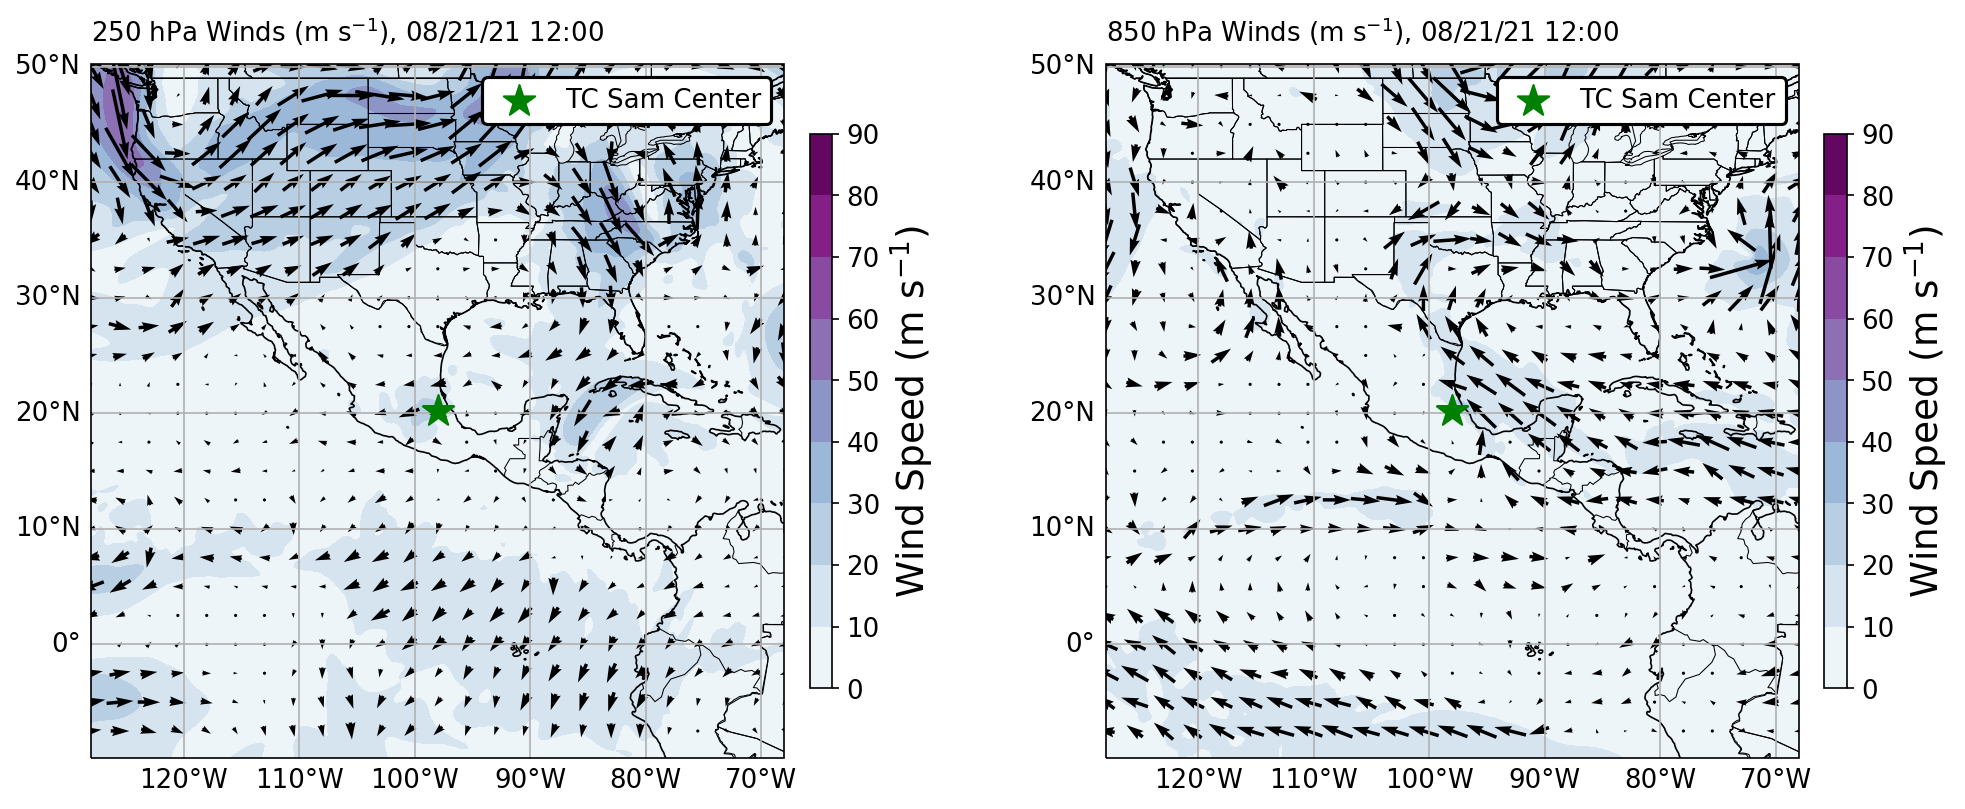 250 hPa Winds (m s⁻¹), 08/21/21 12:00
TC Sam Center
50°N
40°N
30°N
20°N
10°N
0°
120°W 110°W 100°W 90°W 80°W 70°W
90
80
70
60
50
40
30
20
10
0
Wind Speed (m s⁻¹)
850 hPa Winds (m s⁻¹), 08/21/21 12:00
TC Sam Center
50°N
40°N
30°N
20°N
10°N
0°
120°W 110°W 100°W 90°W 80°W 70°W
90
80
70
60
50
40
30
20
10
0
Wind Speed (m s⁻¹)